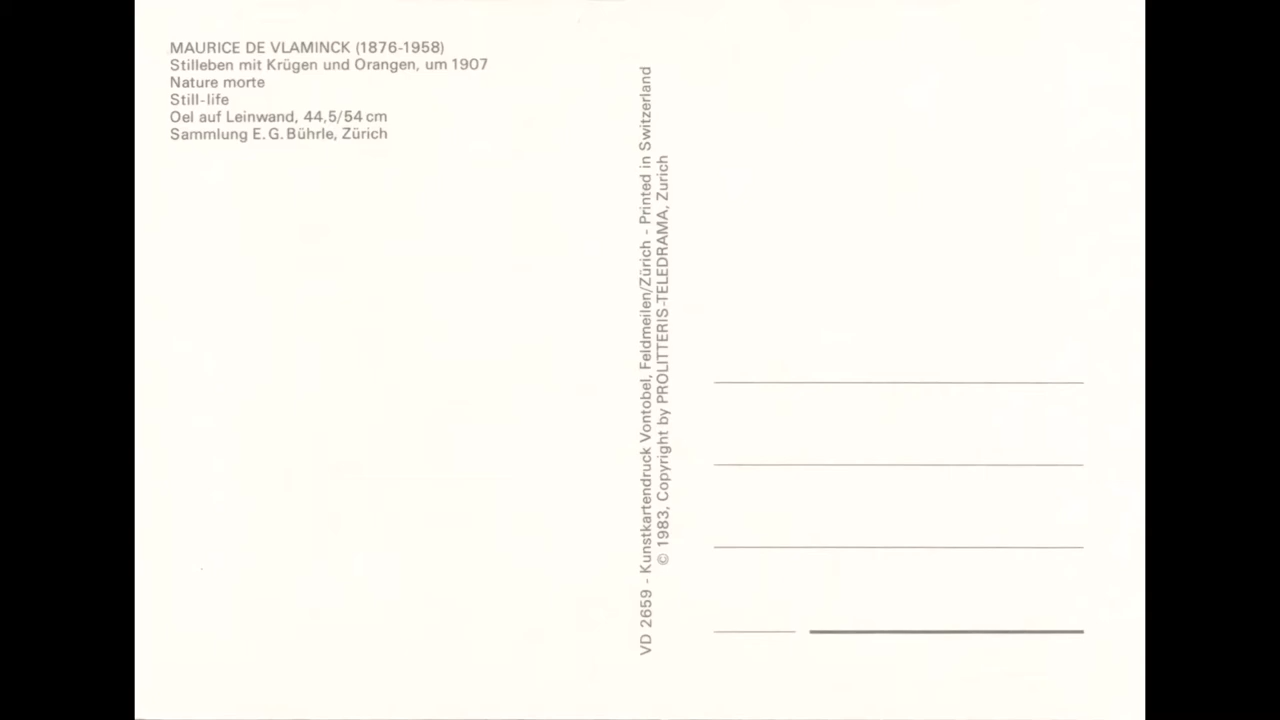 MAURICE DE VLAMINCK (1876-1958)
Stilleben mit Krügen und Orangen, um 1907
Nature morte
Still-life
Oel auf Leinwand, 44,5/54 cm
Sammlung E. G. Bührle, Zürich
VD 2659 - Kunstkartendruck Vontobel, Feldmeilen/Zürich - Printed in Switzerland
© 1983, Copyright by PROLITTERIS-TELEDRAMA, Zurich